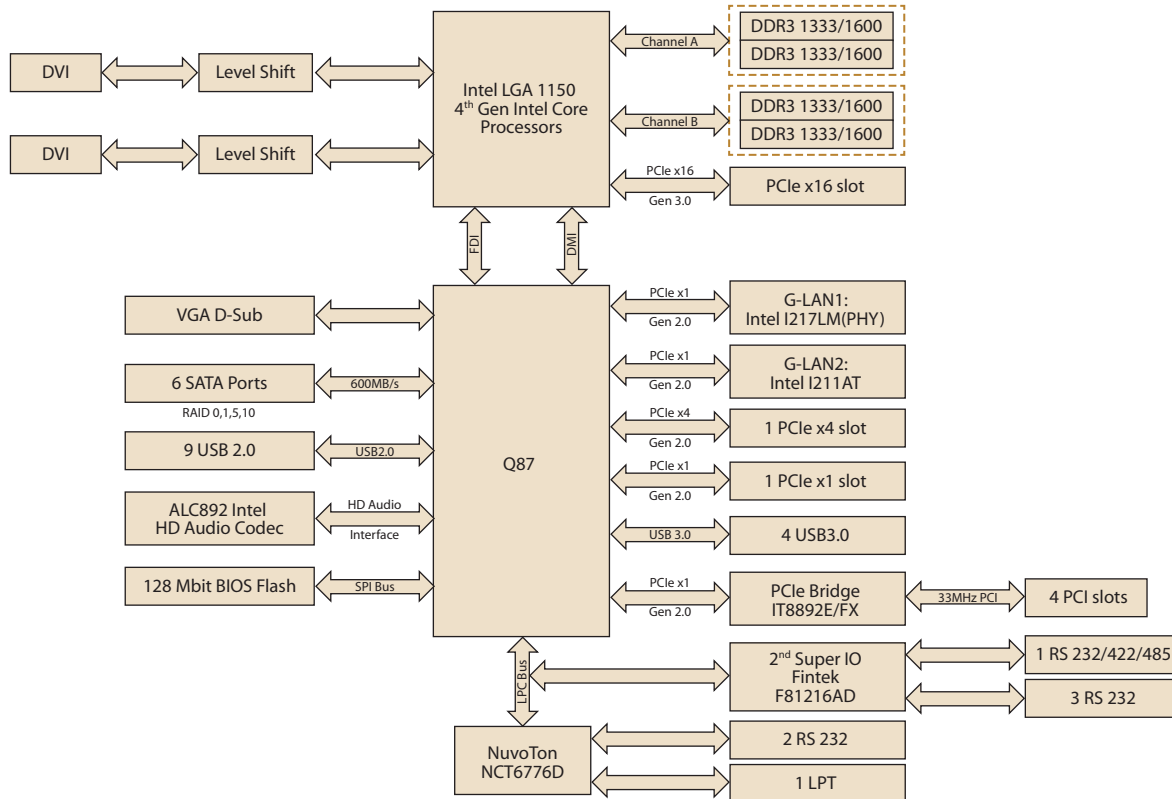 DVI
Level Shift
DVI
Level Shift
Intel LGA 1150
4th Gen Intel Core
Processors
Channel A
DDR3 1333/1600
DDR3 1333/1600
Channel B
DDR3 1333/1600
DDR3 1333/1600
PCIe x16
Gen 3.0
PCIe x16 slot
FDI
DMI
VGA D-Sub
6 SATA Ports
600MB/s
RAID 0,1,5,10
9 USB 2.0
USB2.0
ALC892 Intel
HD Audio Codec
HD Audio
Interface
128 Mbit BIOS Flash
SPI Bus
Q87
PCIe x1
Gen 2.0
G-LAN1:
Intel I217LM(PHY)
PCIe x1
Gen 2.0
G-LAN2:
Intel I211AT
PCIe x4
Gen 2.0
1 PCIe x4 slot
PCIe x1
Gen 2.0
1 PCIe x1 slot
USB 3.0
4 USB3.0
PCIe x1
Gen 2.0
PCIe Bridge
IT8892E/FX
33MHz PCI
4 PCI slots
LPC Bus
2nd Super IO
Fintek
F81216AD
1 RS 232/422/485
3 RS 232
NuvoTon
NCT6776D
2 RS 232
1 LPT